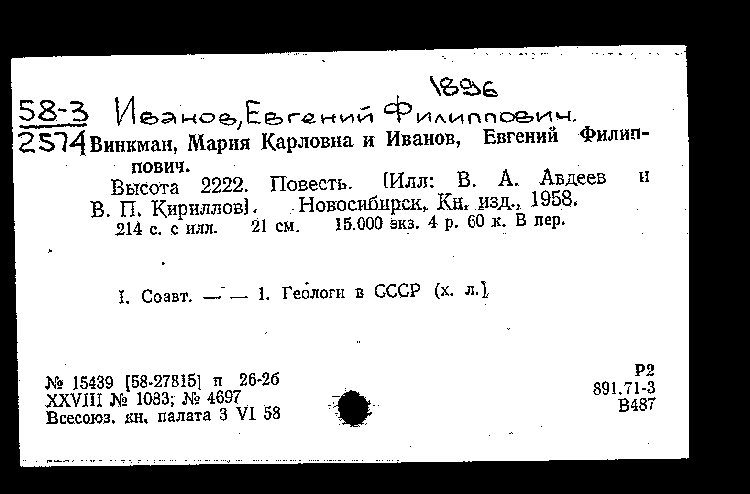 1896
58-3 Иванов, Евгений Филиппович.
2574 Винкман, Мария Карловна и Иванов, Евгений Филип-
пович.
Высота 2222. Повесть. [Илл: В. А. Авдеев и
В. П. Кириллов]. Новосибирск, Кн. изд., 1958.
214 с. с илл. 21 см. 15.000 экз. 4 р. 60 к. В пер.
I. Соавт. — — 1. Геологи в СССР (х. л.)
№ 15439 [58-27815] п 26-26
XXVIII № 1083; № 4697
Всесоюз. кн. палата 3 VI 58
Р2
891.71-3
В487